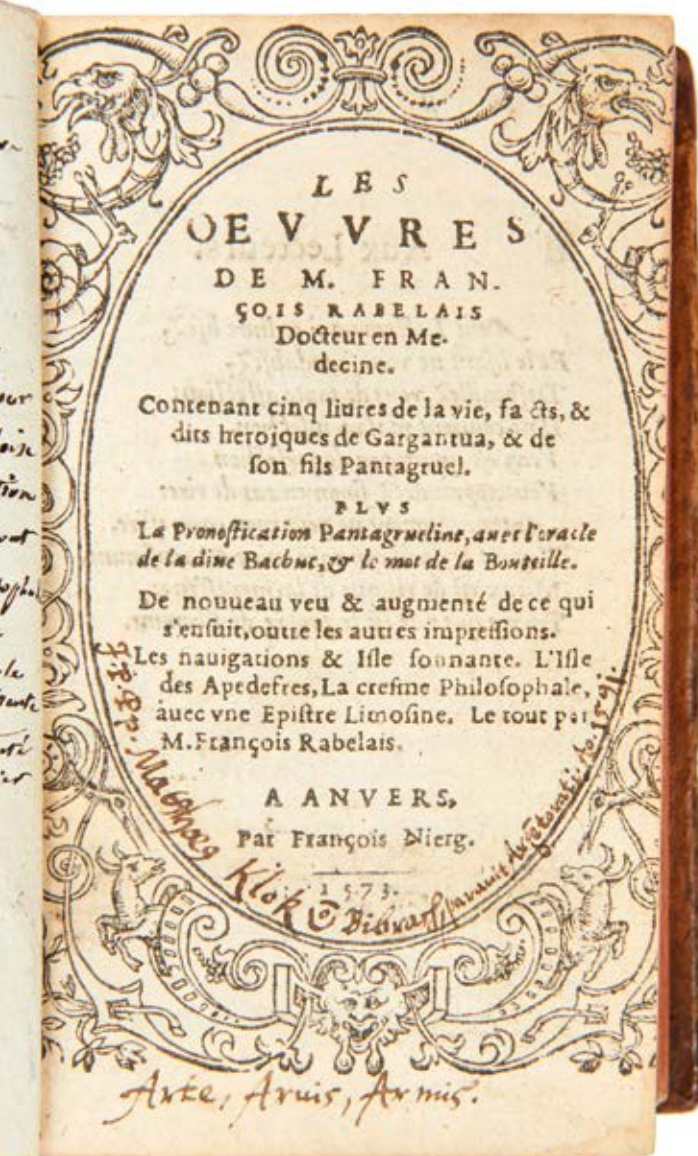 LES
OEVVRES
DE M. FRAN-
ÇOIS RABELAIS
Docteur en Me-
decine.
Contenant cinq liures de la vie, faicts, &
dits heroiques de Gargantua, & de
son fils Pantagruel.
PLVS
La Pronostication Pantagrueline, auec l'oracle
de la diue Bacbuc, & le mot de la Bouteille.
De nouueau veu & augmenté de ce qui
s'ensuit, outre les autres impressions.
Les nauigations & Isle sonnante. L'Isle
des Apedefres, La cresme Philosophale,
auec vne Epistre Limosine. Le tout par
M. François Rabelais.
A ANVERS,
Par François Nierg.
1573.
Klok
1591.
Arte, Aruis, Armis.